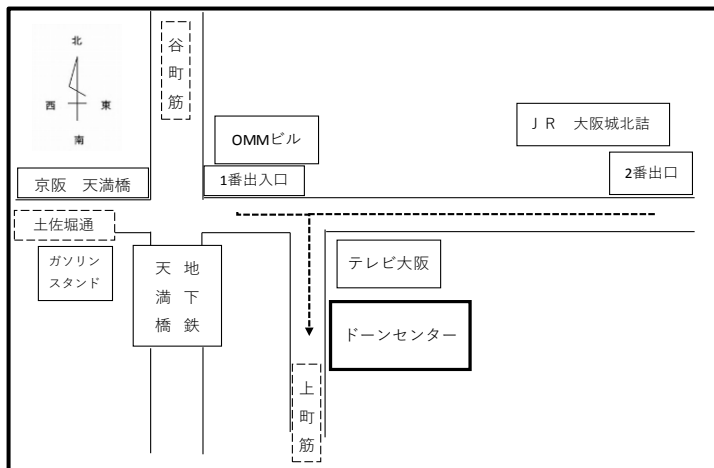 北
西 東
南
谷町筋
OMMビル
1番出入口
JR 大阪城北詰
2番出口
京阪 天満橋
土佐堀通
ガソリン
スタンド
地下鉄
天満橋
テレビ大阪
ドーンセンター
上町筋